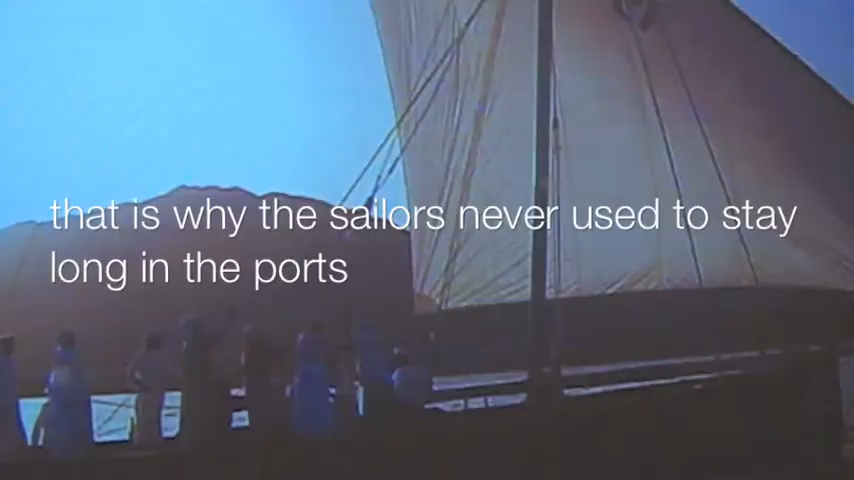 that is why the sailors never used to stay
long in the ports